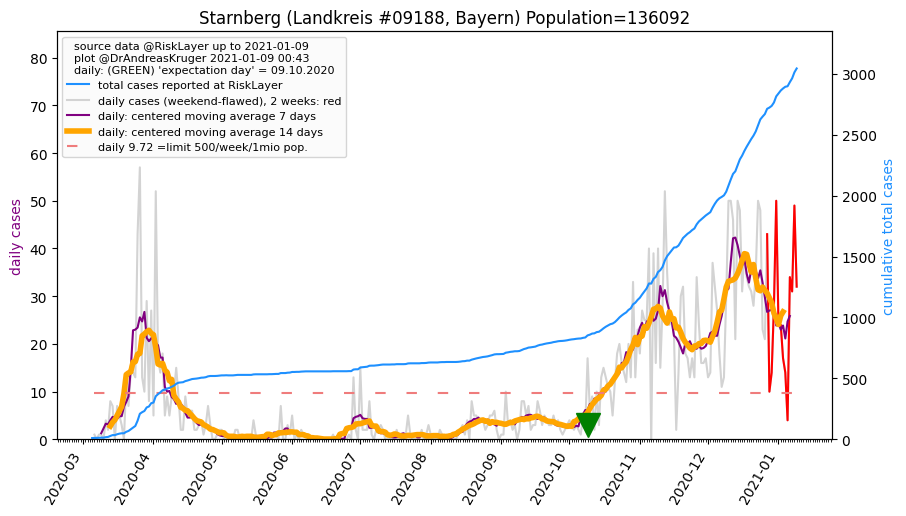 Starnberg (Landkreis #09188, Bayern) Population=136092
source data @RiskLayer up to 2021-01-09
plot @DrAndreasKruger 2021-01-09 00:43
daily: (GREEN) 'expectation day' = 09.10.2020
total cases reported at RiskLayer
daily cases (weekend-flawed), 2 weeks: red
daily: centered moving average 7 days
daily: centered moving average 14 days
daily 9.72 =limit 500/week/1mio pop.
daily cases
80
70
60
50
40
30
20
10
0
3000
2500
2000
1500
1000
500
0
cumulative total cases
2020-03
2020-04
2020-05
2020-06
2020-07
2020-08
2020-09
2020-10
2020-11
2020-12
2021-01